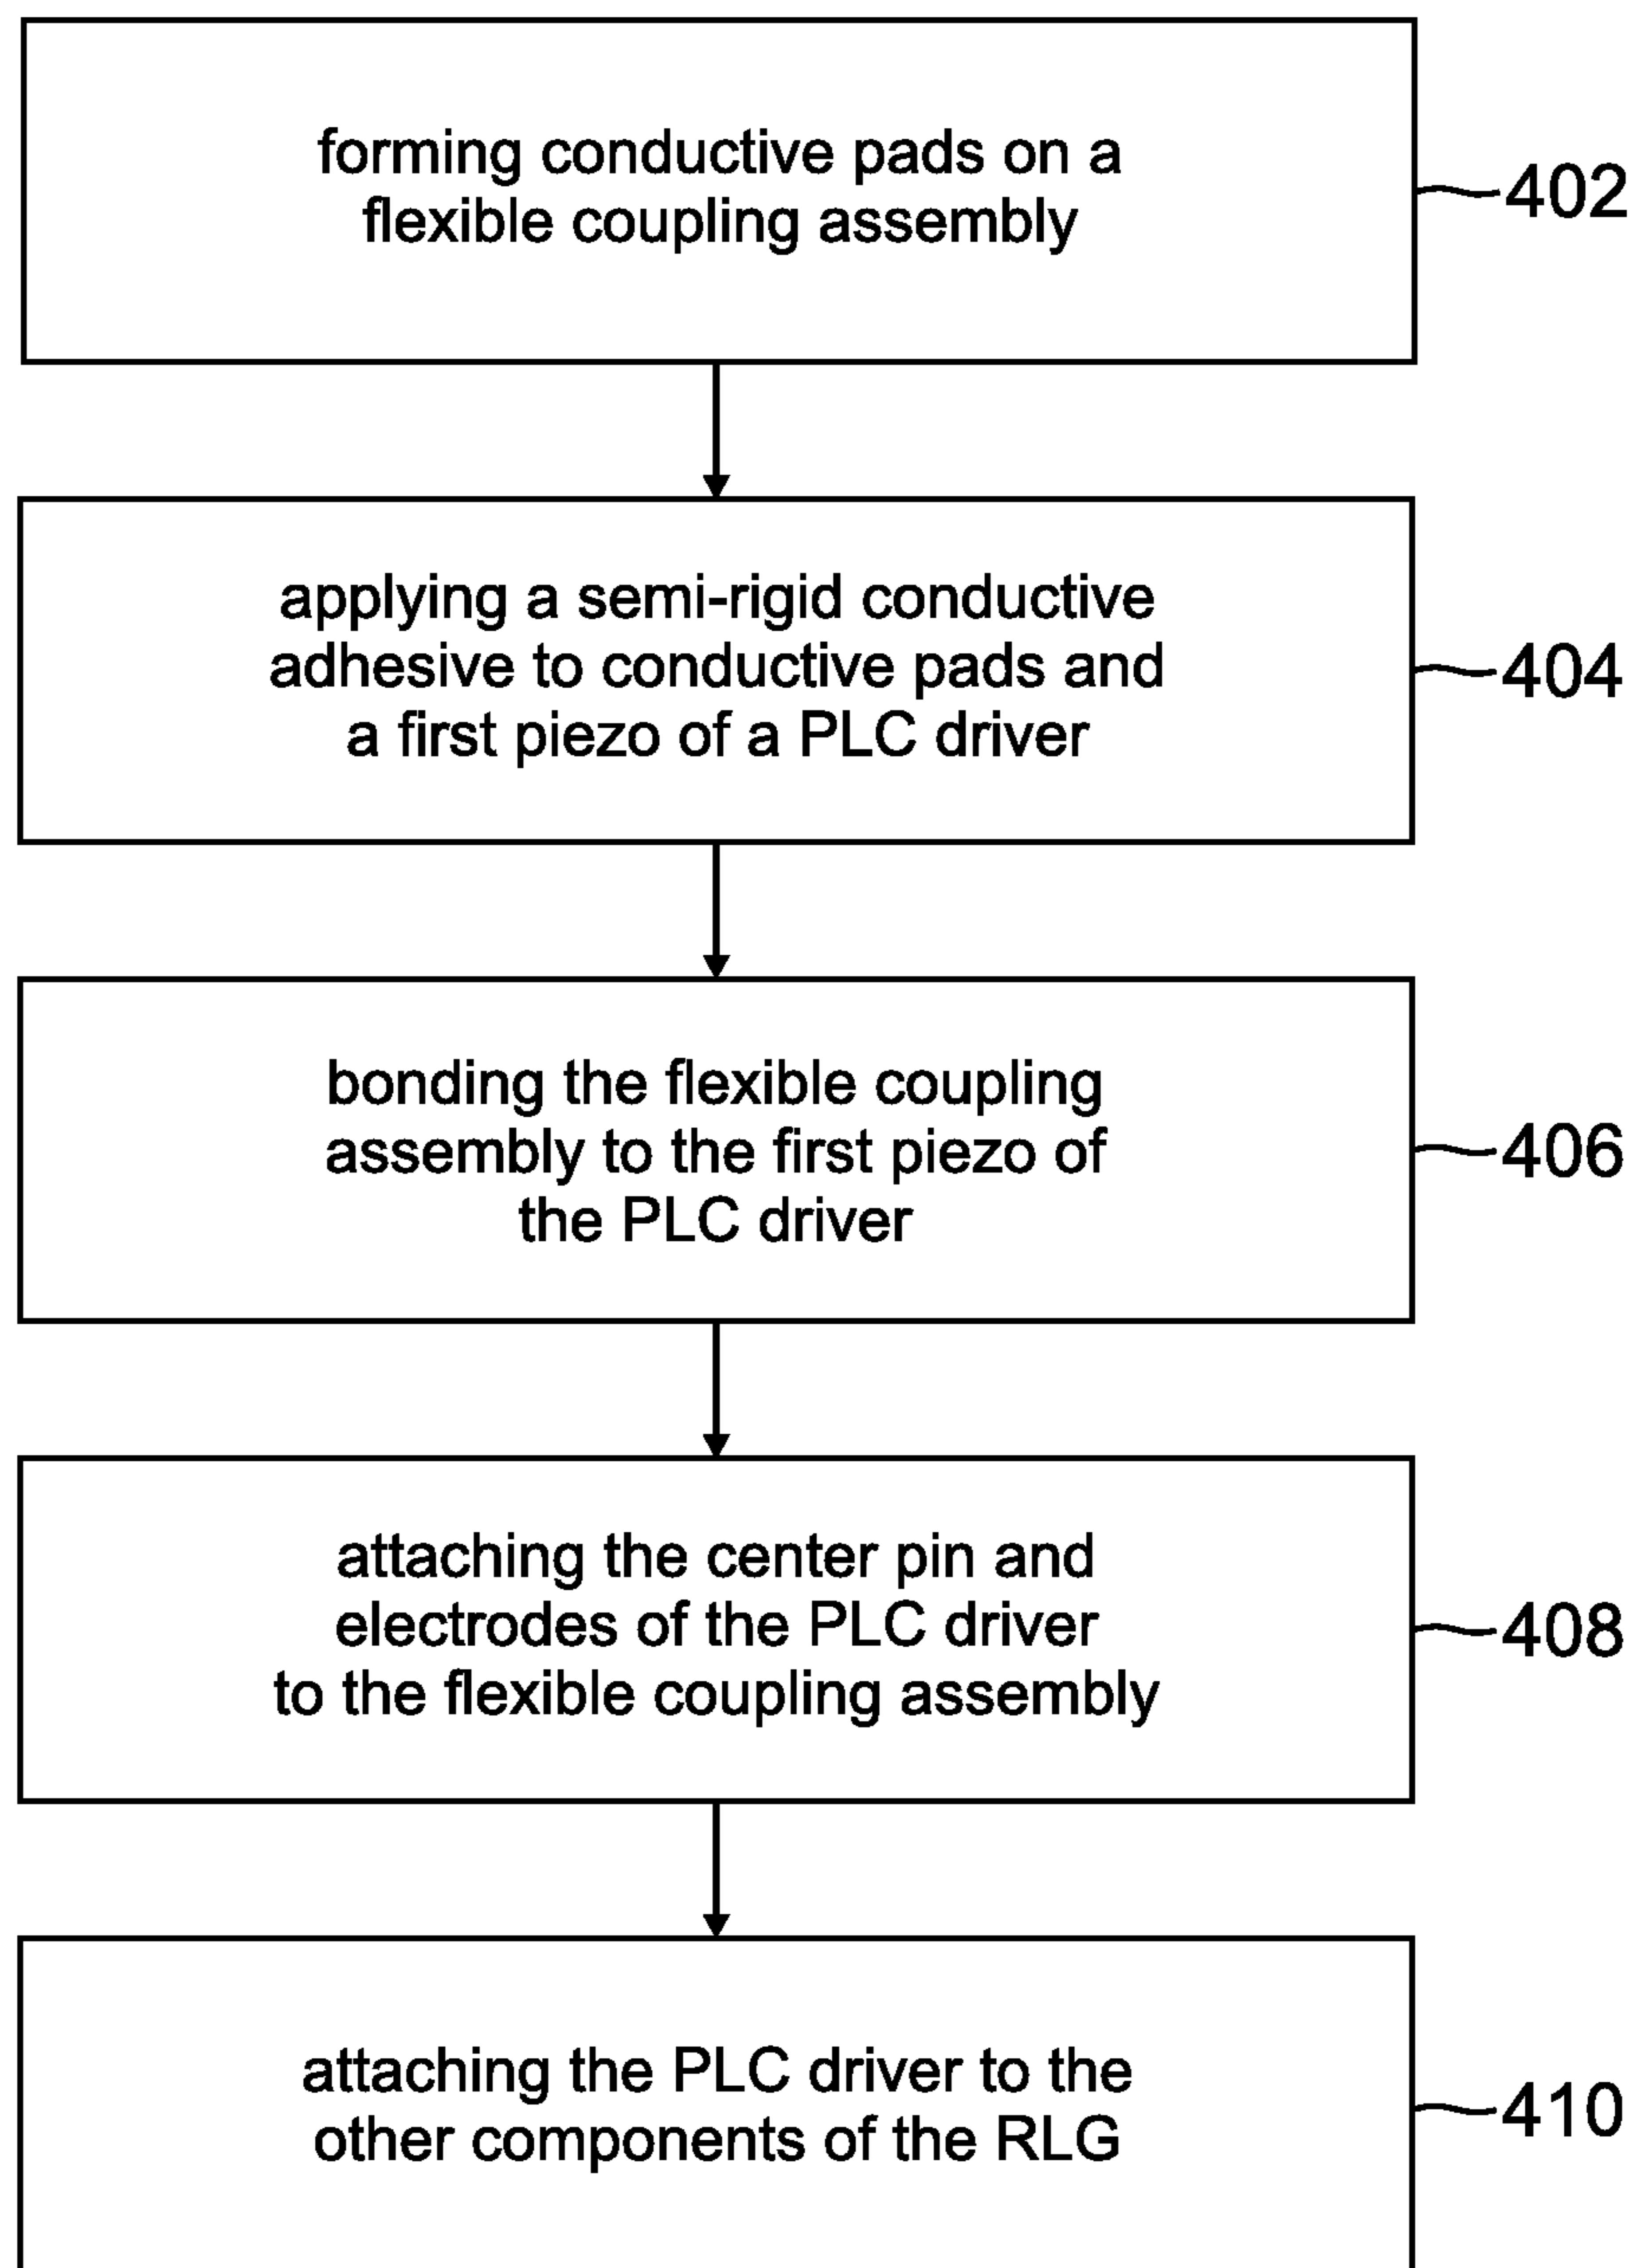 forming conductive pads on a
flexible coupling assembly
402
applying a semi-rigid conductive
adhesive to conductive pads and
a first piezo of a PLC driver
404
bonding the flexible coupling
assembly to the first piezo of
the PLC driver
406
attaching the center pin and
electrodes of the PLC driver
to the flexible coupling assembly
408
attaching the PLC driver to the
other components of the RLG
410